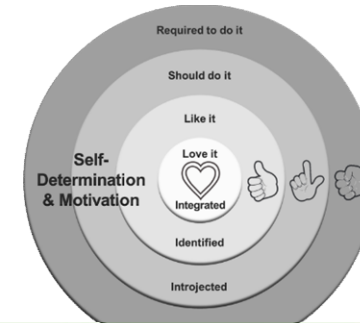 Required to do it
Should do it
Like it
Love it
Self-
Determination
& Motivation
Integrated
Identified
Introjected